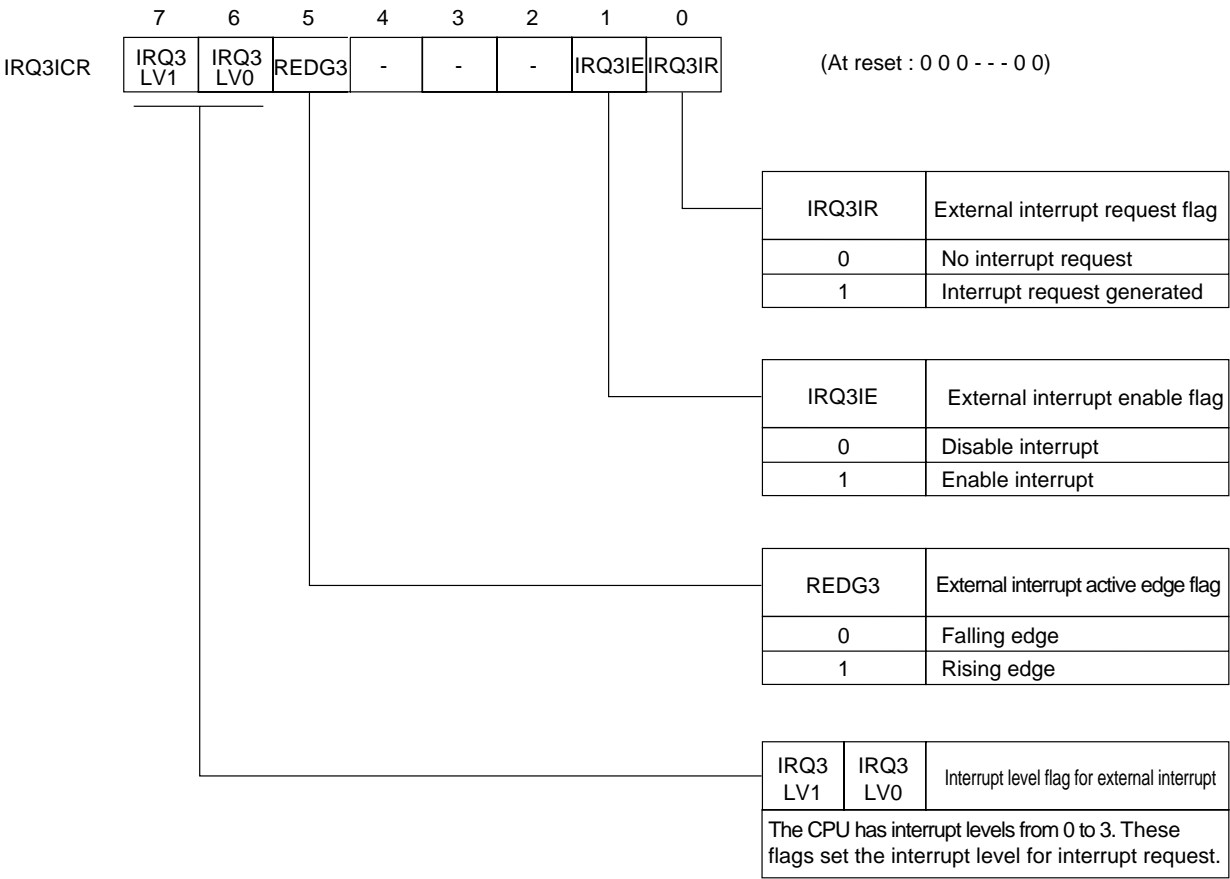 7 6 5 4 3 2 1 0
IRQ3ICR IRQ3 LV1 IRQ3 LV0 REDG3 - - - IRQ3IE IRQ3IR (At reset : 0 0 0 - - - 0 0)
IRQ3IR External interrupt request flag
0 No interrupt request
1 Interrupt request generated
IRQ3IE External interrupt enable flag
0 Disable interrupt
1 Enable interrupt
REDG3 External interrupt active edge flag
0 Falling edge
1 Rising edge
IRQ3 LV1 IRQ3 LV0 Interrupt level flag for external interrupt
The CPU has interrupt levels from 0 to 3. These
flags set the interrupt level for interrupt request.